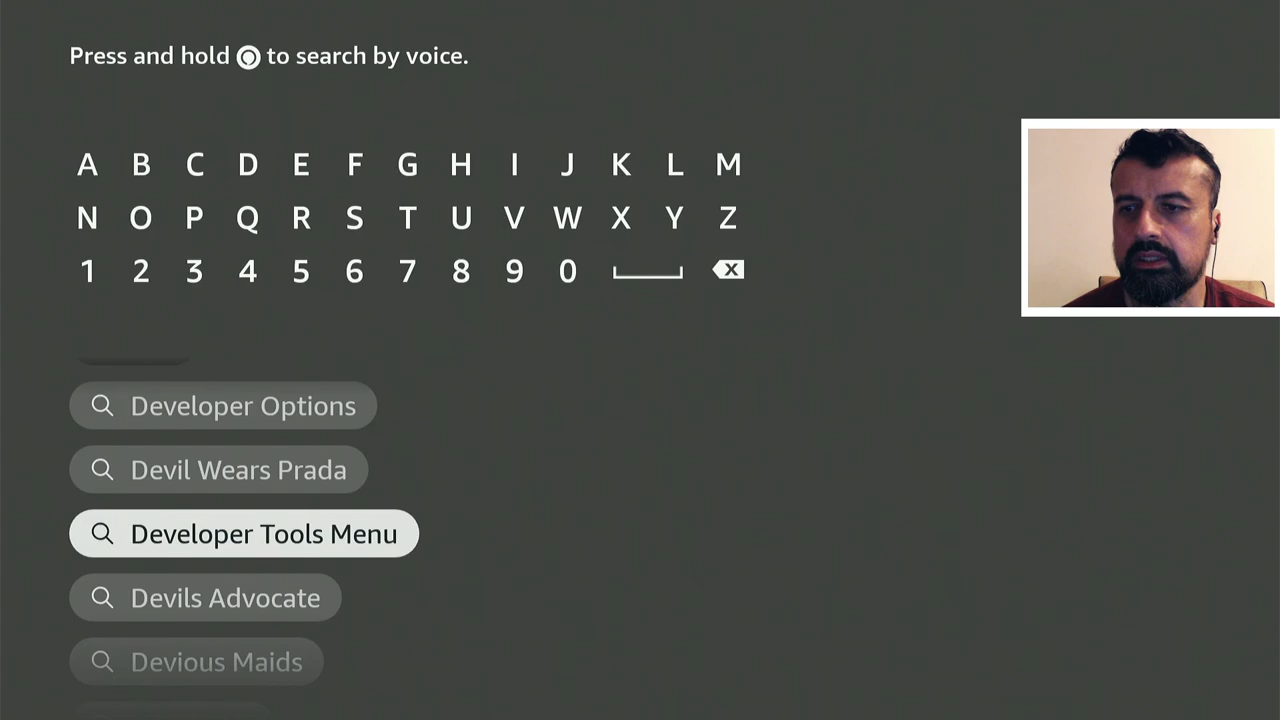 Press and hold to search by voice.
A B C D E F G H I J K L M
N O P Q R S T U V W X Y Z
1 2 3 4 5 6 7 8 9 0
Developer Options
Devil Wears Prada
Developer Tools Menu
Devils Advocate
Devious Maids